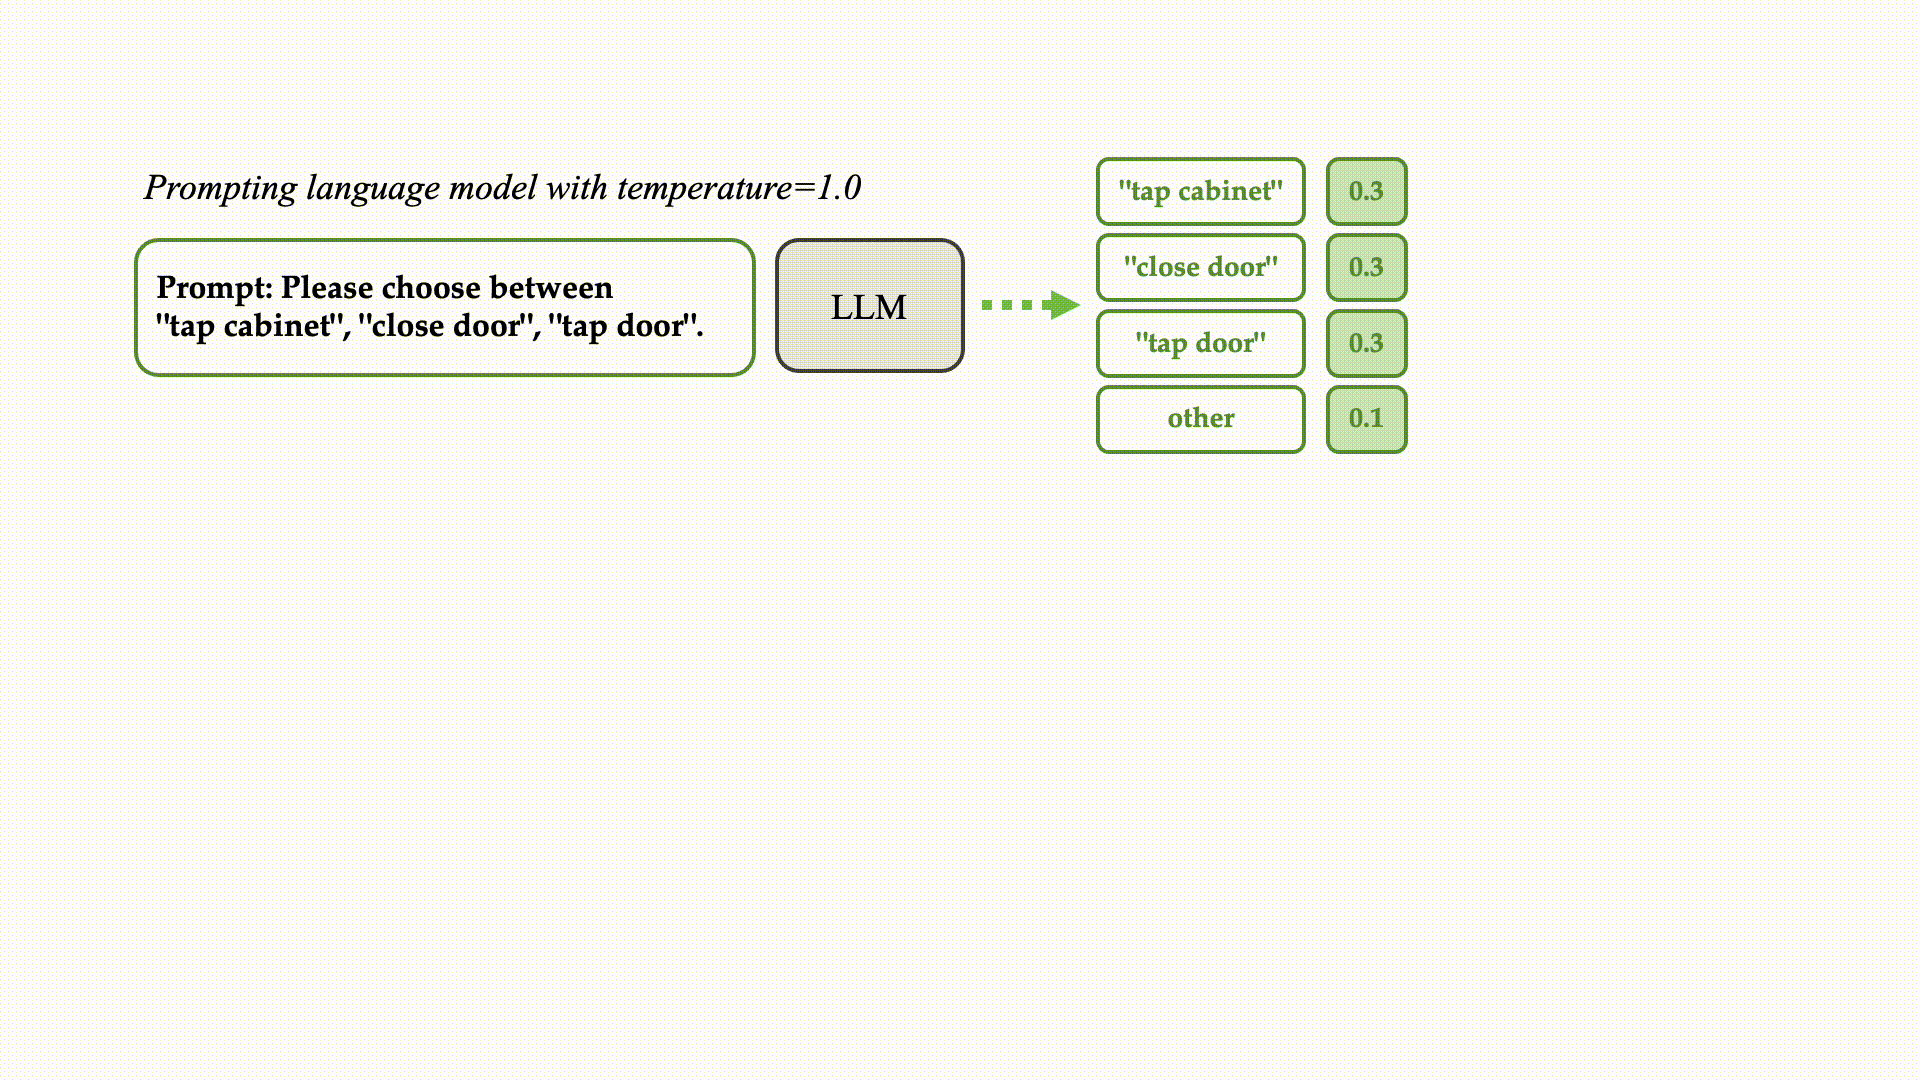 Prompting language model with temperature=1.0
Prompt: Please choose between
"tap cabinet", "close door", "tap door".
LLM
"tap cabinet" 0.3
"close door" 0.3
"tap door" 0.3
other 0.1